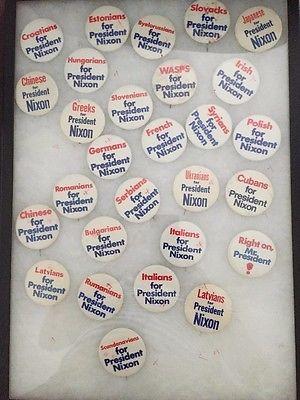 Croatians
for
President
Nixon
Estonians
for
President
Nixon
Byelorussians
for
President
Nixon
Slovacks
for
President
Nixon
Japanese
for
President
Nixon
Chinese
for
President
Nixon
Hungarians
for
President
Nixon
WASPS
for
President
Nixon
Irish
for
President
Nixon
Greeks
for
President
Nixon
Slovenians
for
President
Nixon
French
for
President
Nixon
Syrians
for
President
Nixon
Polish
for
President
Nixon
Germans
for
President
Nixon
Romanians
for
President
Nixon
Serbians
for
President
Nixon
Ukranians
for
President
Nixon
Cubans
for
President
Nixon
Chinese
for
President
Nixon
Bulgarians
for
President
Nixon
Italians
for
President
Nixon
Right on,
Mr.
President
!
Latvians
for
President
Nixon
Rumanians
for
President
Nixon
Italians
for
President
Nixon
Latvians
for
President
Nixon
Scandanavians
for
President
Nixon